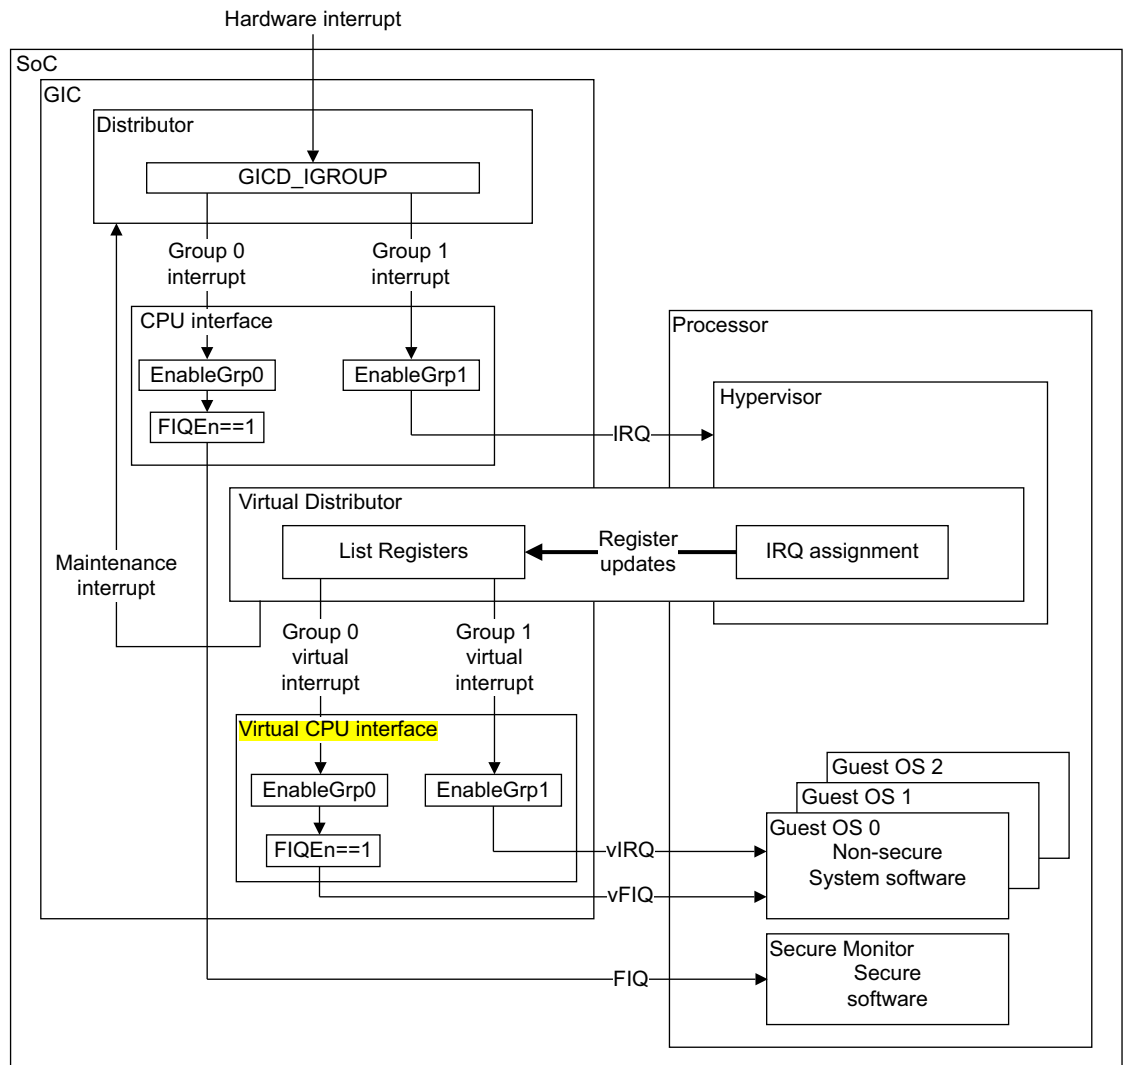 Hardware interrupt
SoC
GIC
Distributor
GICD_IGROUP
Group 0
interrupt
Group 1
interrupt
CPU interface
EnableGrp0
EnableGrp1
FIQEn==1
Processor
Hypervisor
IRQ
Virtual Distributor
List Registers
Register
updates
IRQ assignment
Maintenance
interrupt
Group 0
virtual
interrupt
Group 1
virtual
interrupt
Virtual CPU interface
EnableGrp0
EnableGrp1
FIQEn==1
Guest OS 2
Guest OS 1
Guest OS 0
Non-secure
System software
vIRQ
vFIQ
Secure Monitor
Secure
software
FIQ